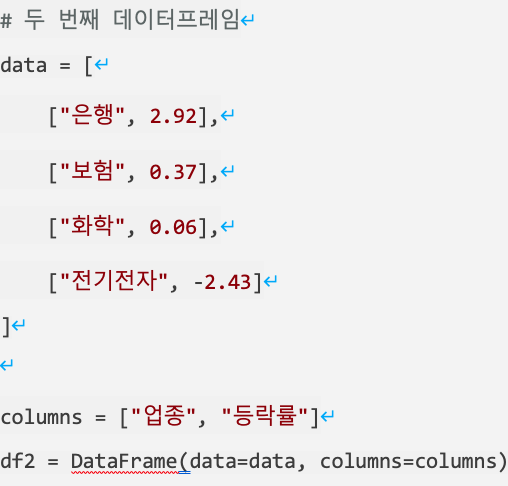 # 두 번째 데이터프레임↵
data = [↵
    ["은행", 2.92],↵
    ["보험", 0.37],↵
    ["화학", 0.06],↵
    ["전기전자", -2.43]↵
]↵
↵
columns = ["업종", "등락률"]↵
df2 = DataFrame(data=data, columns=columns)